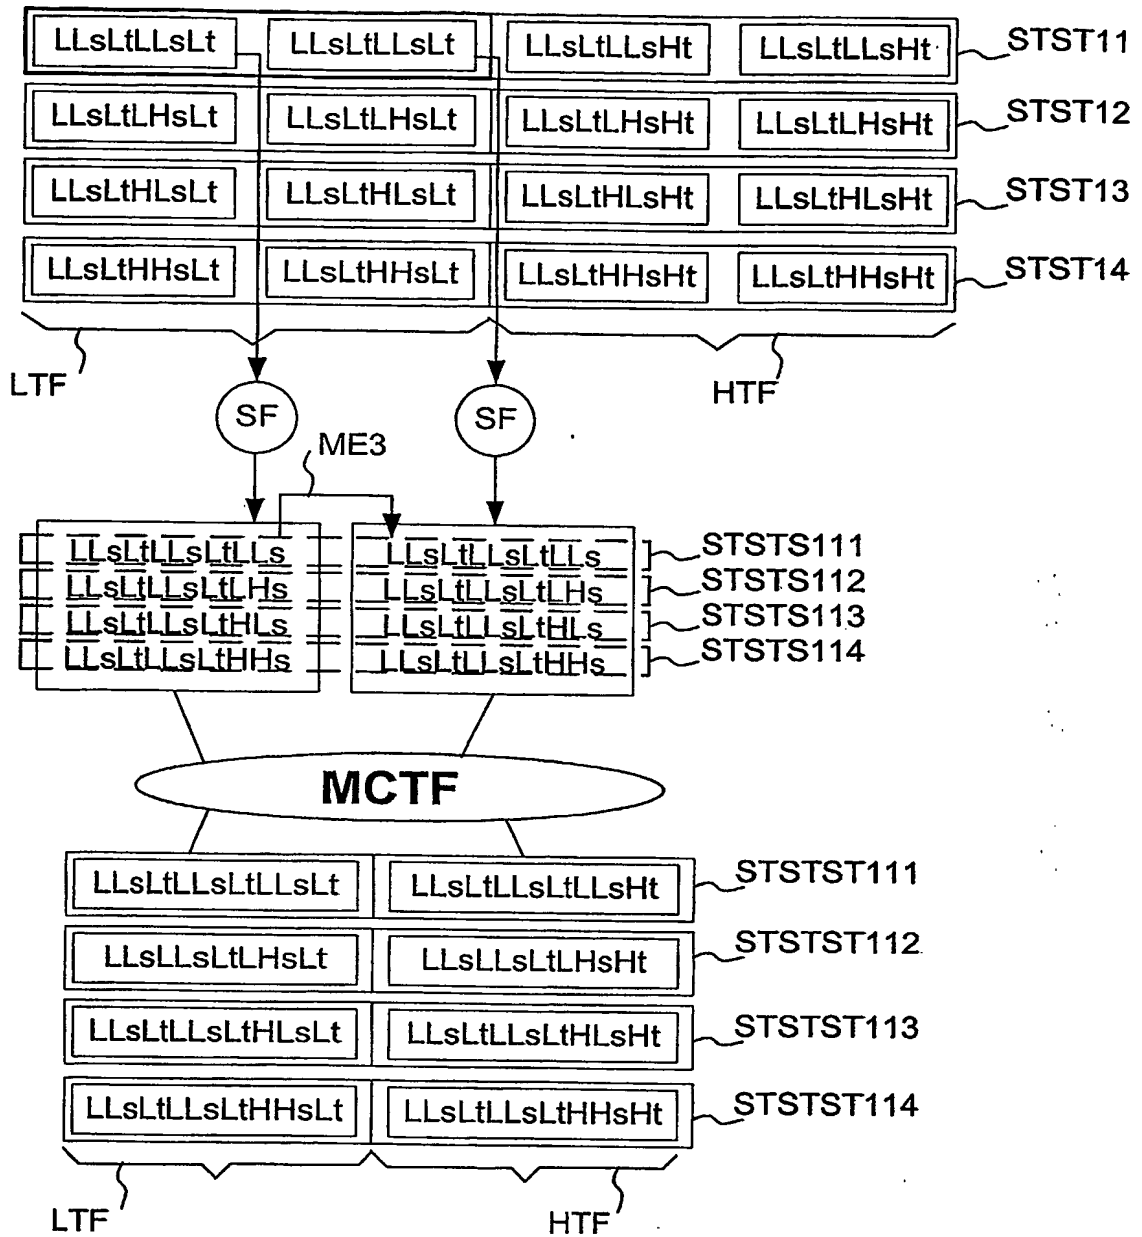 LLsLtLLsLt LLsLtLLsLt LLsLtLLsHt LLsLtLLsHt STST11
LLsLtLHsLt LLsLtLHsLt LLsLtLHsHt LLsLtLHsHt STST12
LLsLtHLsLt LLsLtHLsLt LLsLtHLsHt LLsLtHLsHt STST13
LLsLtHHsLt LLsLtHHsLt LLsLtHHsHt LLsLtHHsHt STST14
LTF HTF
SF SF
ME3
LLsLtLLsLtLLs LLsLtLLsLtLLs STSTS111
LLsLtLLsLtLHs LLsLtLLsLtLHs STSTS112
LLsLtLLsLtHLs LLsLtLLsLtHLs STSTS113
LLsLtLLsLtHHs LLsLtLLsLtHHs STSTS114
MCTF
LLsLtLLsLtLLsLt LLsLtLLsLtLLsHt STSTST111
LLsLLsLtLHsLt LLsLLsLtLHsHt STSTST112
LLsLtLLsLtHLsLt LLsLtLLsLtHLsHt STSTST113
LLsLtLLsLtHHsLt LLsLtLLsLtHHsHt STSTST114
LTF HTF